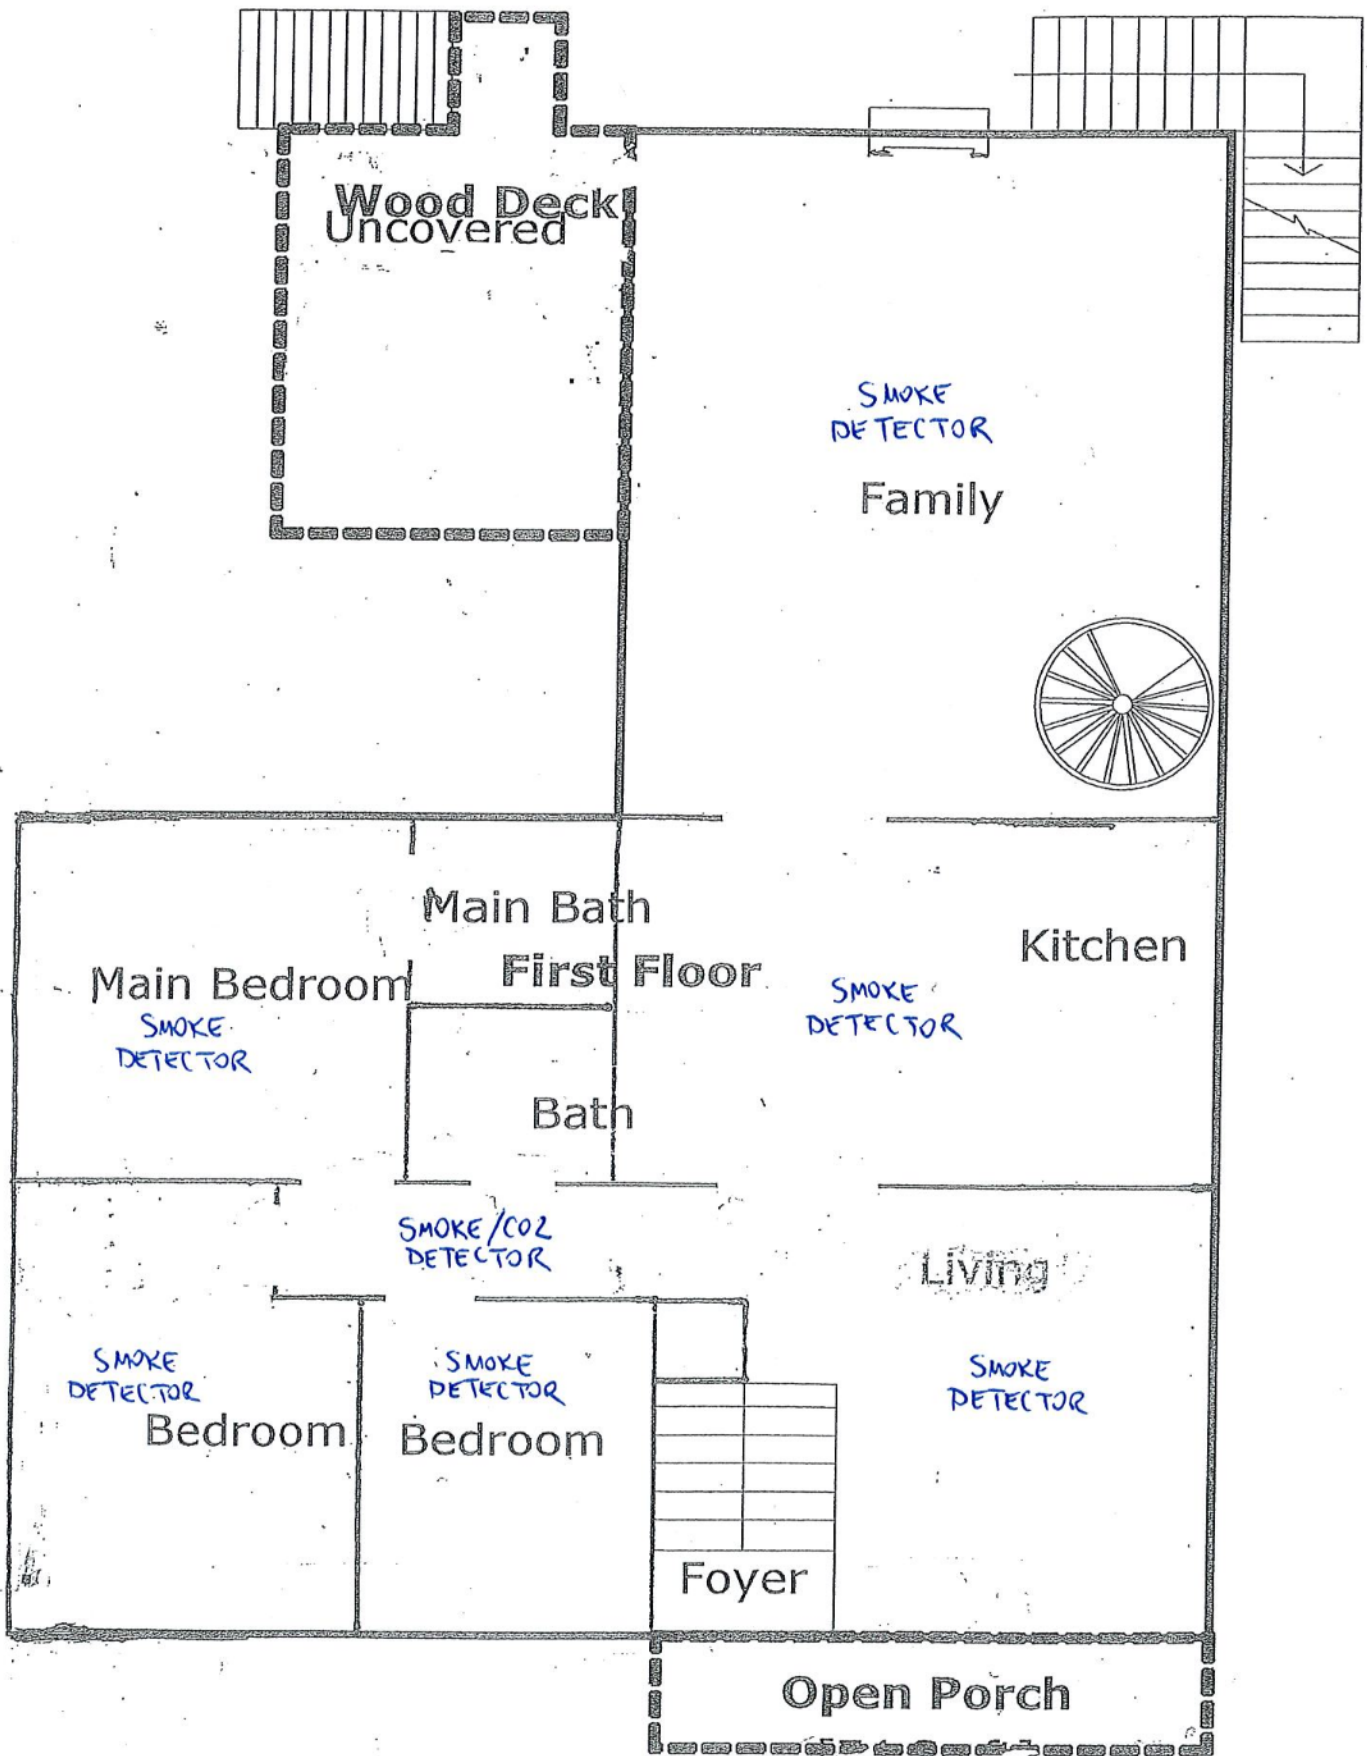 Wood Deck
Uncovered
SMOKE
DETECTOR
Family
Main Bath
Kitchen
First Floor
Main Bedroom
SMOKE
DETECTOR
SMOKE
DETECTOR
Bath
SMOKE/CO2
DETECTOR
Living
SMOKE
DETECTOR
Bedroom
SMOKE
DETECTOR
Bedroom
SMOKE
DETECTOR
Foyer
Open Porch